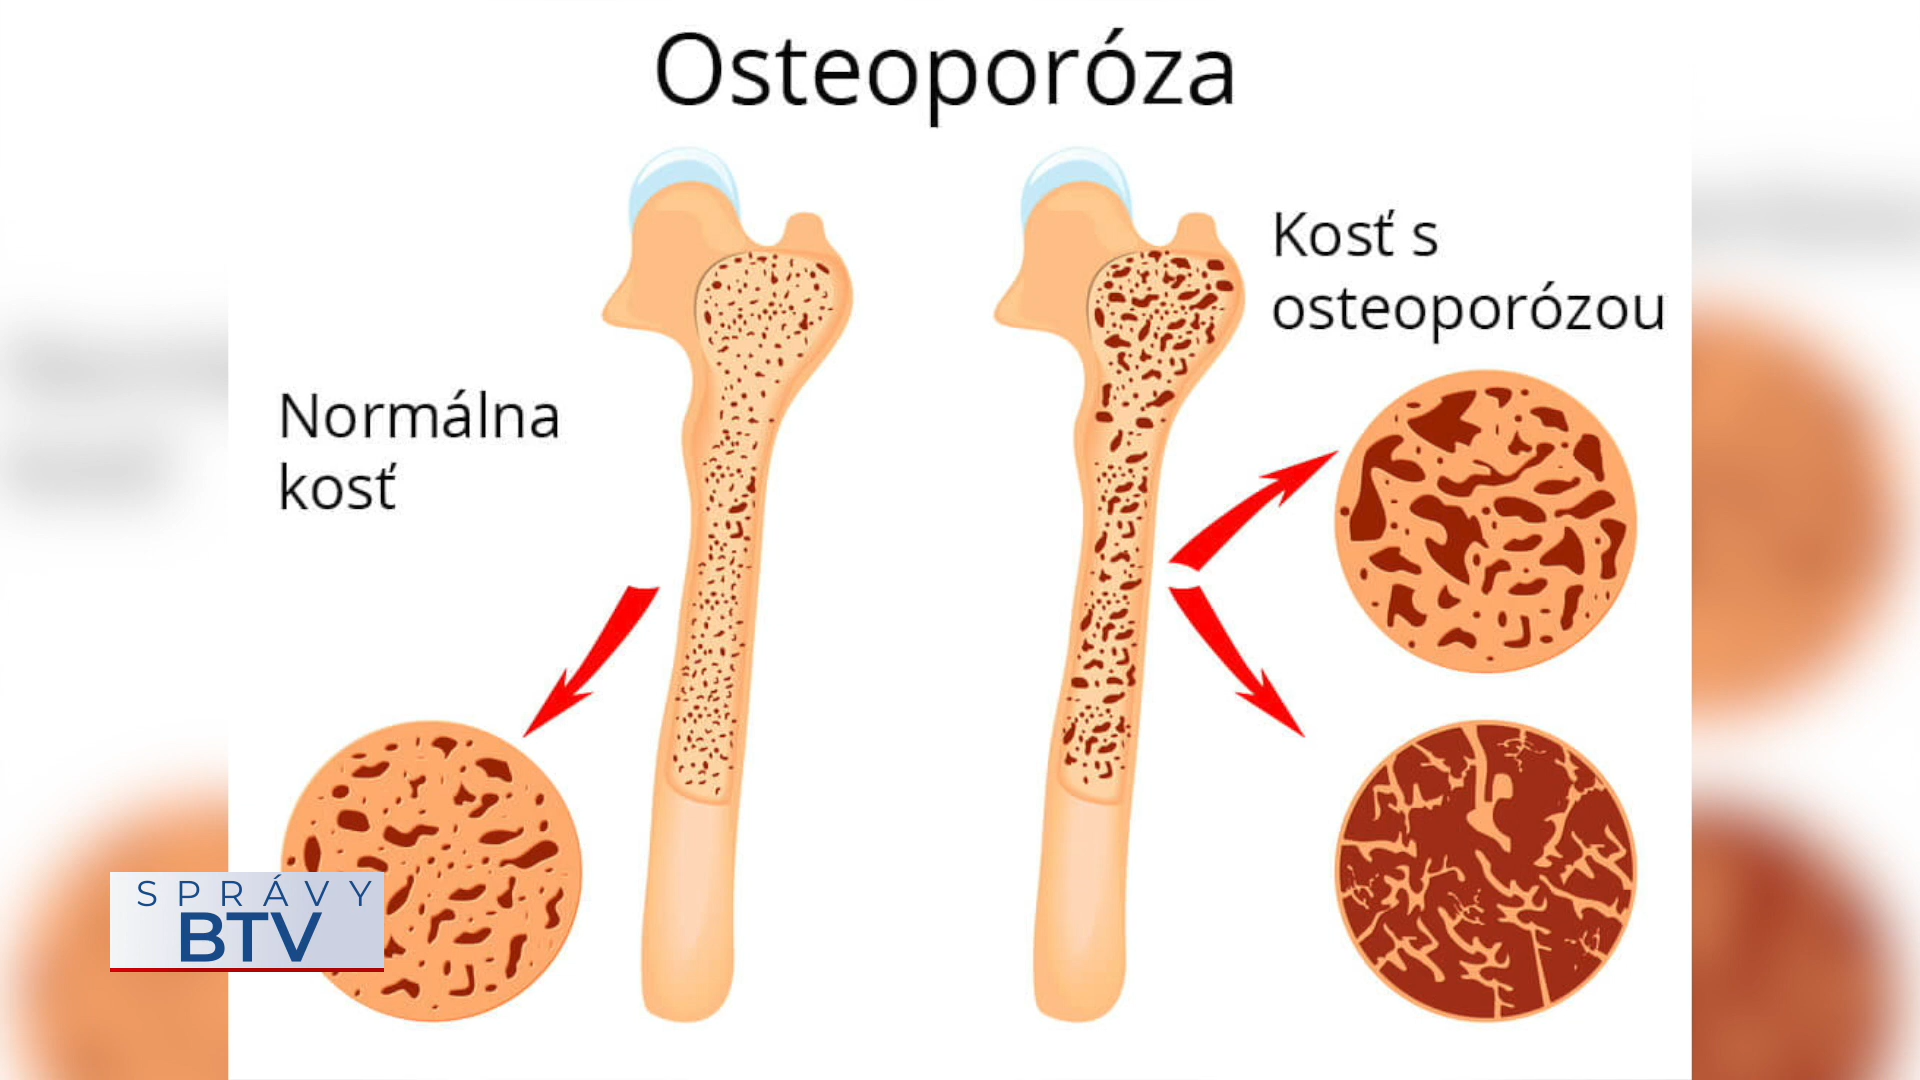 Osteoporóza
Kosť s
osteoporózou
Normálna
kosť
SPRÁVY
BTV